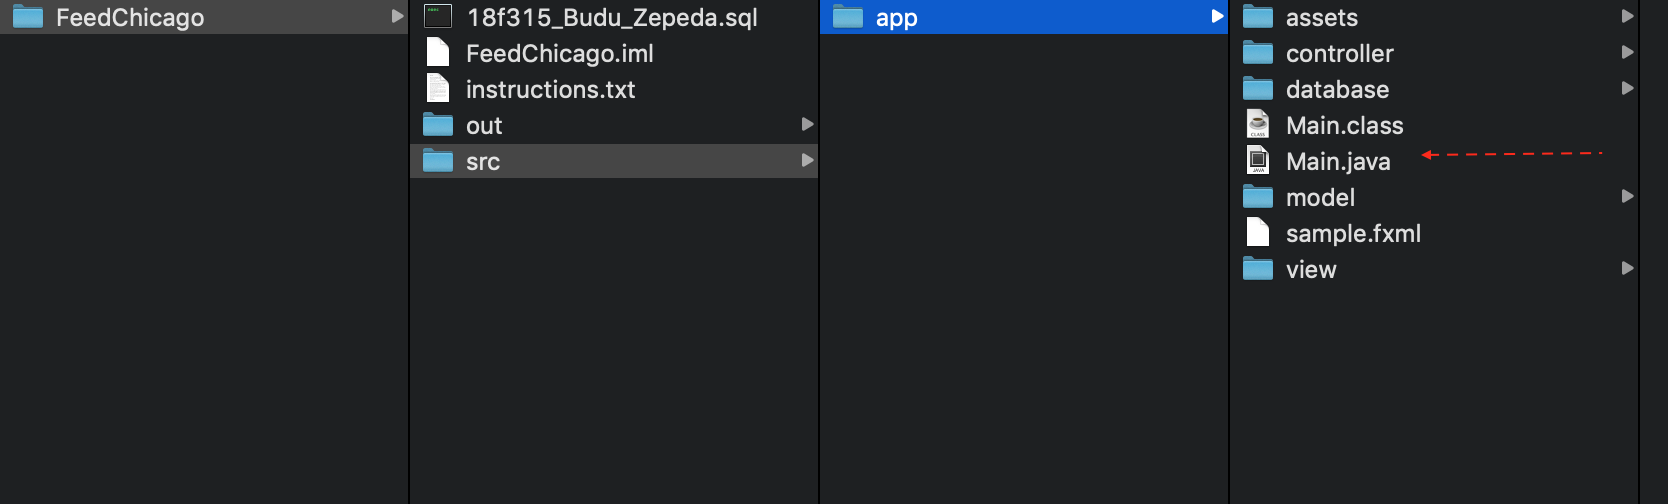 FeedChicago
18f315_Budu_Zepeda.sql
FeedChicago.iml
instructions.txt
out
src
app
assets
controller
database
Main.class
Main.java
model
sample.fxml
view